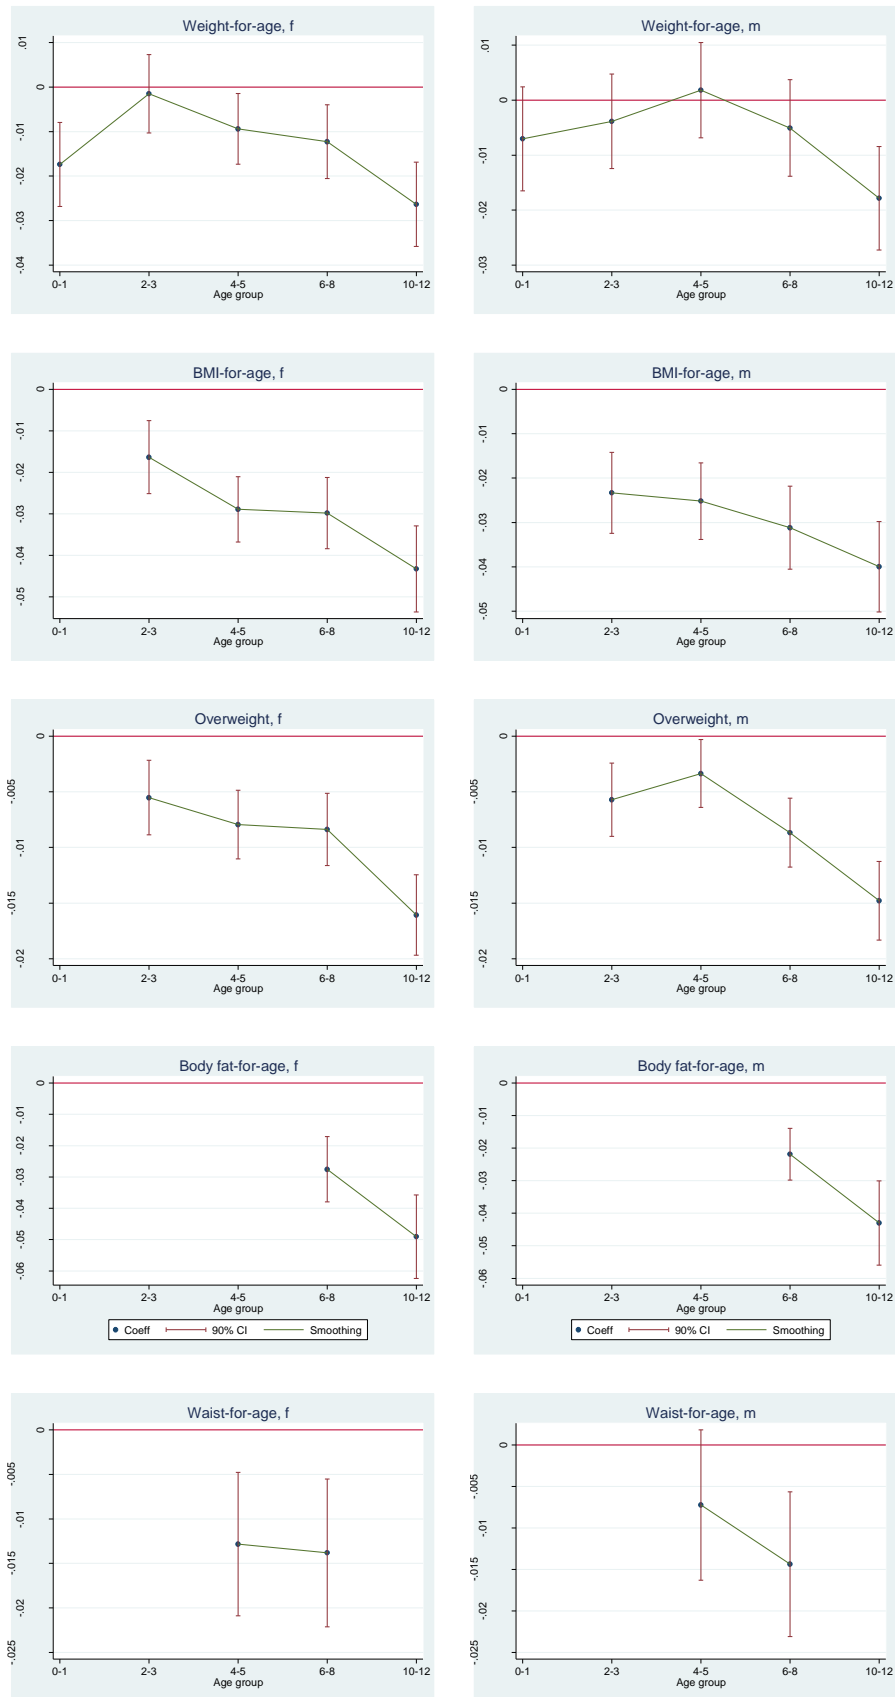 Weight-for-age, f
.01
0
-.01
-.02
-.03
-.04
0-1 2-3 4-5 6-8 10-12
Age group
Weight-for-age, m
.01
0
-.01
-.02
-.03
0-1 2-3 4-5 6-8 10-12
Age group
BMI-for-age, f
0
-.01
-.02
-.03
-.04
-.05
0-1 2-3 4-5 6-8 10-12
Age group
BMI-for-age, m
0
-.01
-.02
-.03
-.04
-.05
0-1 2-3 4-5 6-8 10-12
Age group
Overweight, f
0
-.005
-.01
-.015
-.02
0-1 2-3 4-5 6-8 10-12
Age group
Overweight, m
0
-.005
-.01
-.015
-.02
0-1 2-3 4-5 6-8 10-12
Age group
Body fat-for-age, f
0
-.01
-.02
-.03
-.04
-.05
-.06
0-1 2-3 4-5 6-8 10-12
Age group
Coeff 90% CI Smoothing
Body fat-for-age, m
0
-.01
-.02
-.03
-.04
-.05
-.06
0-1 2-3 4-5 6-8 10-12
Age group
Coeff 90% CI Smoothing
Waist-for-age, f
0
-.005
-.01
-.015
-.02
-.025
0-1 2-3 4-5 6-8 10-12
Age group
Waist-for-age, m
0
-.005
-.01
-.015
-.02
-.025
0-1 2-3 4-5 6-8 10-12
Age group